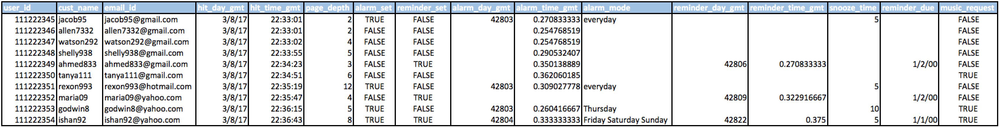 user_id cust_name email_id hit_day_gmt hit_time_gmt page_depth alarm_set reminder_set alarm_day_gmt alarm_time_gmt alarm_mode reminder_day_gmt reminder_time_gmt snooze_time reminder_due music_request
111222345 jacob95 jacob95@gmail.com 3/8/17 22:33:01 2 TRUE FALSE 42803 0.270833333 everyday 5 FALSE
111222346 allen7332 allen7332@gmail.com 3/8/17 22:33:01 2 FALSE FALSE 0.254768519 FALSE
111222347 watson292 watson292@gmail.com 3/8/17 22:33:02 4 FALSE FALSE 0.254768519 FALSE
111222348 shelly938 shelly938@gmail.com 3/8/17 22:33:55 5 FALSE FALSE 0.290532407 FALSE
111222349 ahmed833 ahmed833@gmail.com 3/8/17 22:34:23 3 FALSE TRUE 0.350138889 42806 0.270833333 1/2/00 FALSE
111222350 tanya111 tanya111@gmail.com 3/8/17 22:34:51 6 FALSE FALSE 0.362060185 TRUE
111222351 rexon993 rexon993@hotmail.com 3/8/17 22:35:19 12 TRUE FALSE 42803 0.309027778 everyday 5 FALSE
111222352 maria09 maria09@yahoo.com 3/8/17 22:35:47 4 FALSE TRUE 42809 0.322916667 1/2/00 FALSE
111222353 godwin8 godwin8@yahoo.com 3/8/17 22:36:15 5 TRUE FALSE 42803 0.260416667 Thursday 10 TRUE
111222354 ishan92 ishan92@yahoo.com 3/8/17 22:36:43 8 TRUE TRUE 42804 0.333333333 Friday Saturday Sunday 42822 0.375 5 1/1/00 TRUE